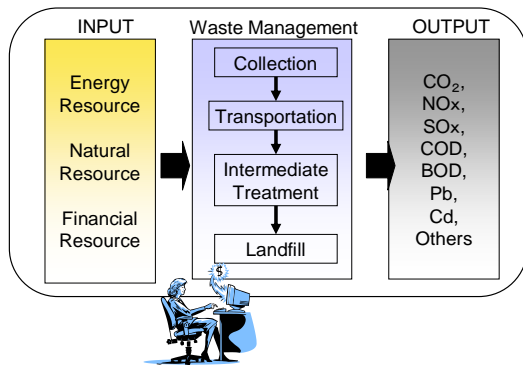 INPUT
Energy
Resource
Natural
Resource
Financial
Resource
Waste Management
Collection
Transportation
Intermediate
Treatment
Landfill
$
OUTPUT
CO₂,
NOx,
SOx,
COD,
BOD,
Pb,
Cd,
Others